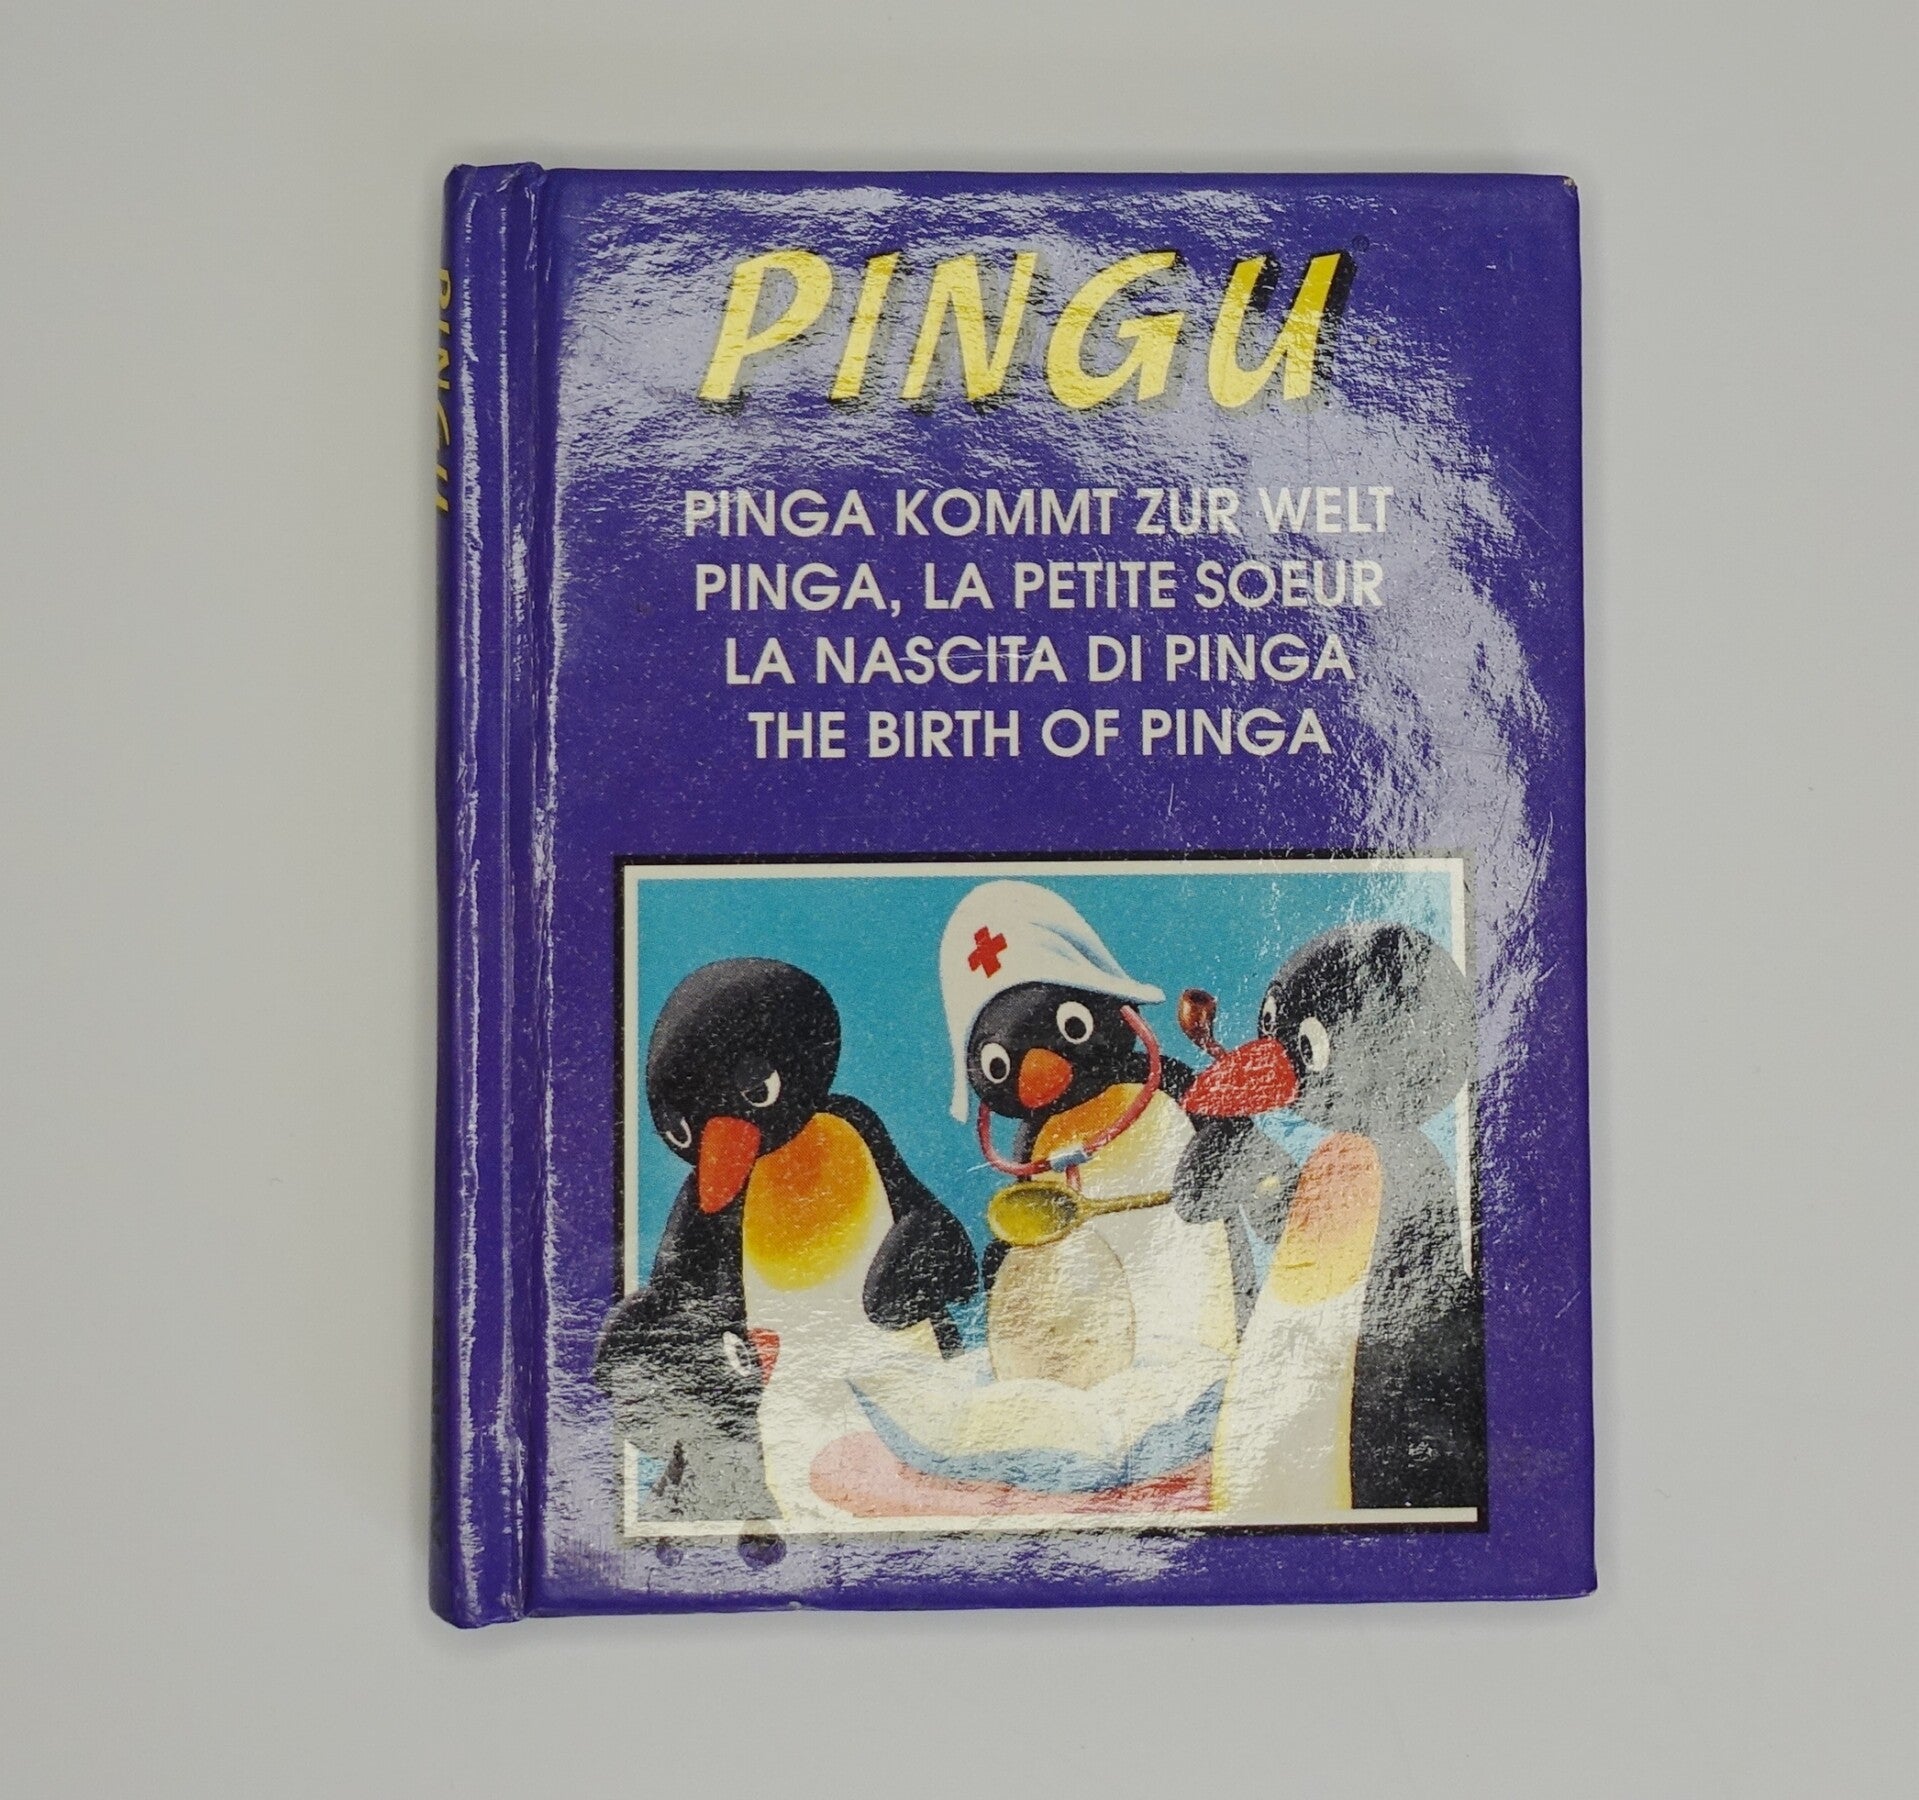 PINGU®
PINGA KOMMT ZUR WELT
PINGA, LA PETITE SOEUR
LA NASCITA DI PINGA
THE BIRTH OF PINGA
PINGU